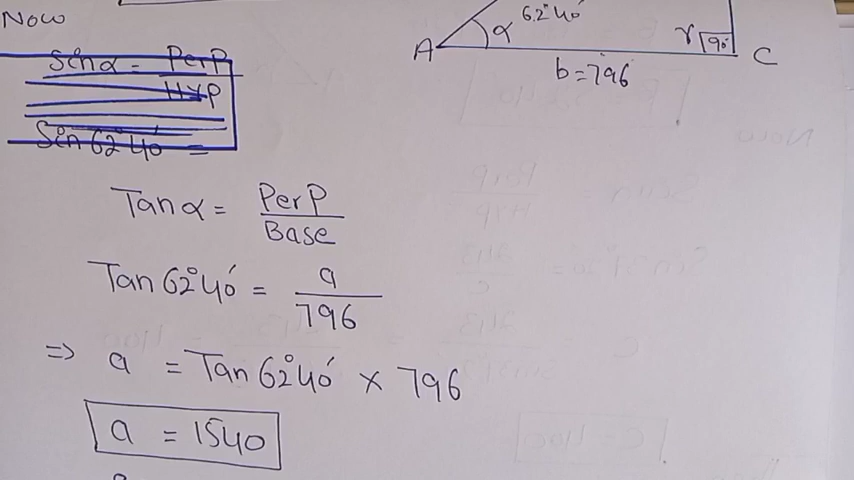 Now
Sin α = PerP
HyP
Sin 62°40' =
A α 62°40' γ 90° C
b = 796
Tan α = PerP
Base
Tan 62°40' = a
796
⇒ a = Tan 62°40' × 796
a = 1540